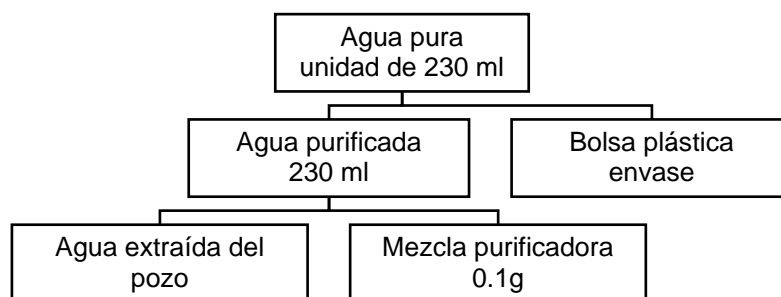 Agua pura
unidad de 230 ml
Agua purificada
230 ml
Bolsa plástica
envase
Agua extraída del
pozo
Mezcla purificadora
0.1g